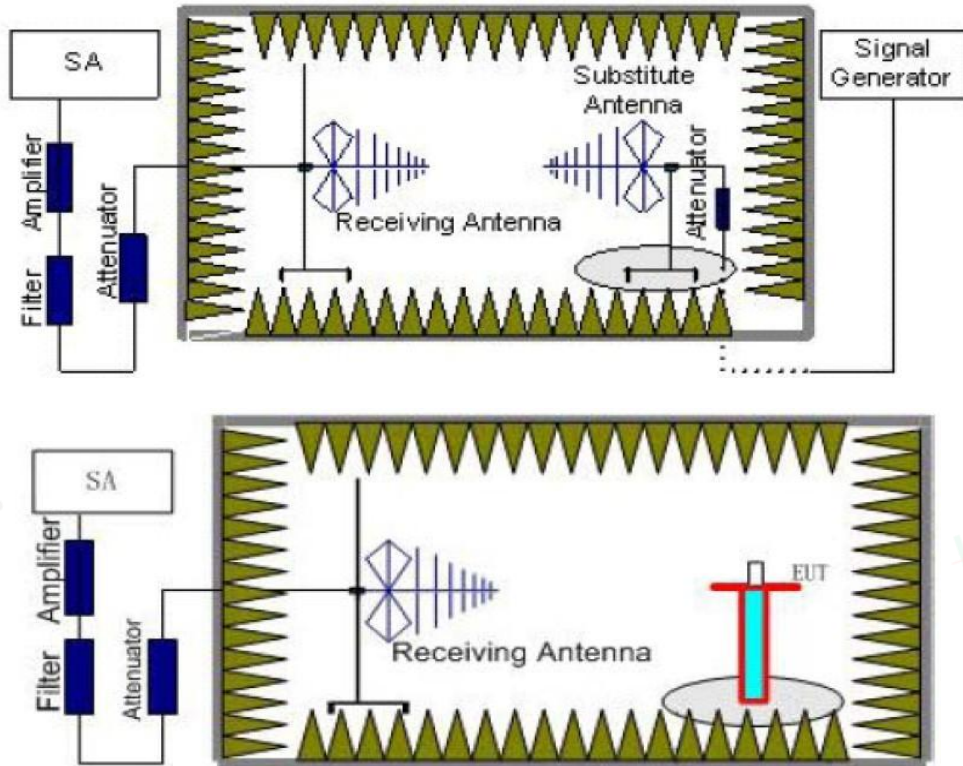 SA
Signal
Generator
Substitute
Antenna
Amplifier
Attenuator
Attenuator
Receiving Antenna
Filter
SA
Amplifier
EUT
Receiving Antenna
Filter
Attenuator